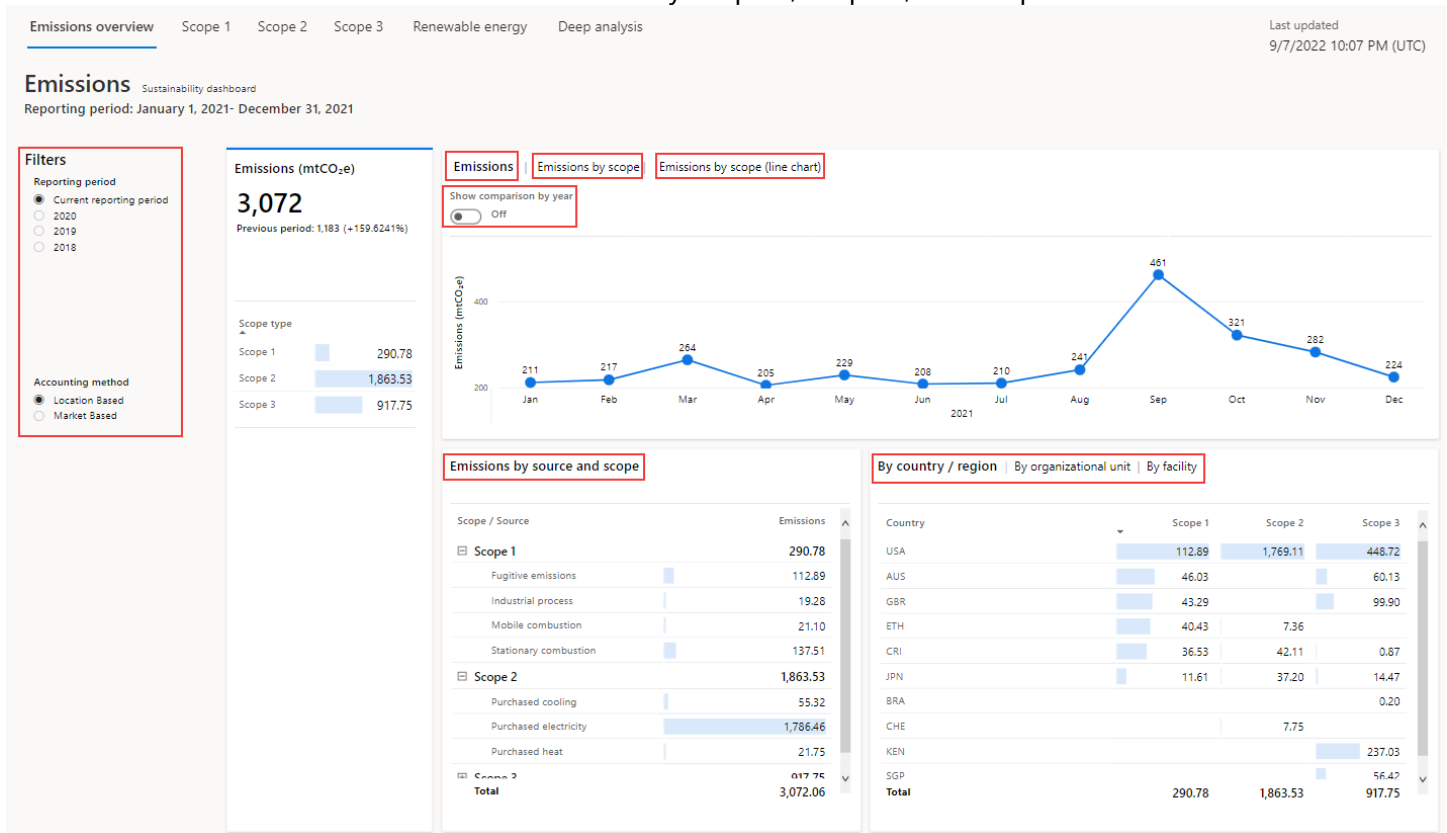 Emissions overview Scope 1 Scope 2 Scope 3 Renewable energy Deep analysis
Last updated
9/7/2022 10:07 PM (UTC)
Emissions Sustainability dashboard
Reporting period: January 1, 2021- December 31, 2021
Filters
Reporting period
Current reporting period
2020
2019
2018
Accounting method
Location Based
Market Based
Emissions (mtCO₂e)
3,072
Previous period: 1,183 (+159.6241%)
Scope type
Scope 1 290.78
Scope 2 1,863.53
Scope 3 917.75
Emissions | Emissions by scope | Emissions by scope (line chart)
Show comparison by year
Off
Emissions (mtCO₂e)
400
200
211 217 264 205 229 208 210 241 461 321 282 224
Jan Feb Mar Apr May Jun Jul Aug Sep Oct Nov Dec
2021
Emissions by source and scope
Scope / Source Emissions
Scope 1 290.78
Fugitive emissions 112.89
Industrial process 19.28
Mobile combustion 21.10
Stationary combustion 137.51
Scope 2 1,863.53
Purchased cooling 55.32
Purchased electricity 1,786.46
Purchased heat 21.75
Scope 3 917.75
Total 3,072.06
By country / region | By organizational unit | By facility
Country Scope 1 Scope 2 Scope 3
USA 112.89 1,769.11 448.72
AUS 46.03 60.13
GBR 43.29 99.90
ETH 40.43 7.36
CRI 36.53 42.11 0.87
JPN 11.61 37.20 14.47
BRA 0.20
CHE 7.75
KEN 237.03
SGP 56.42
Total 290.78 1,863.53 917.75